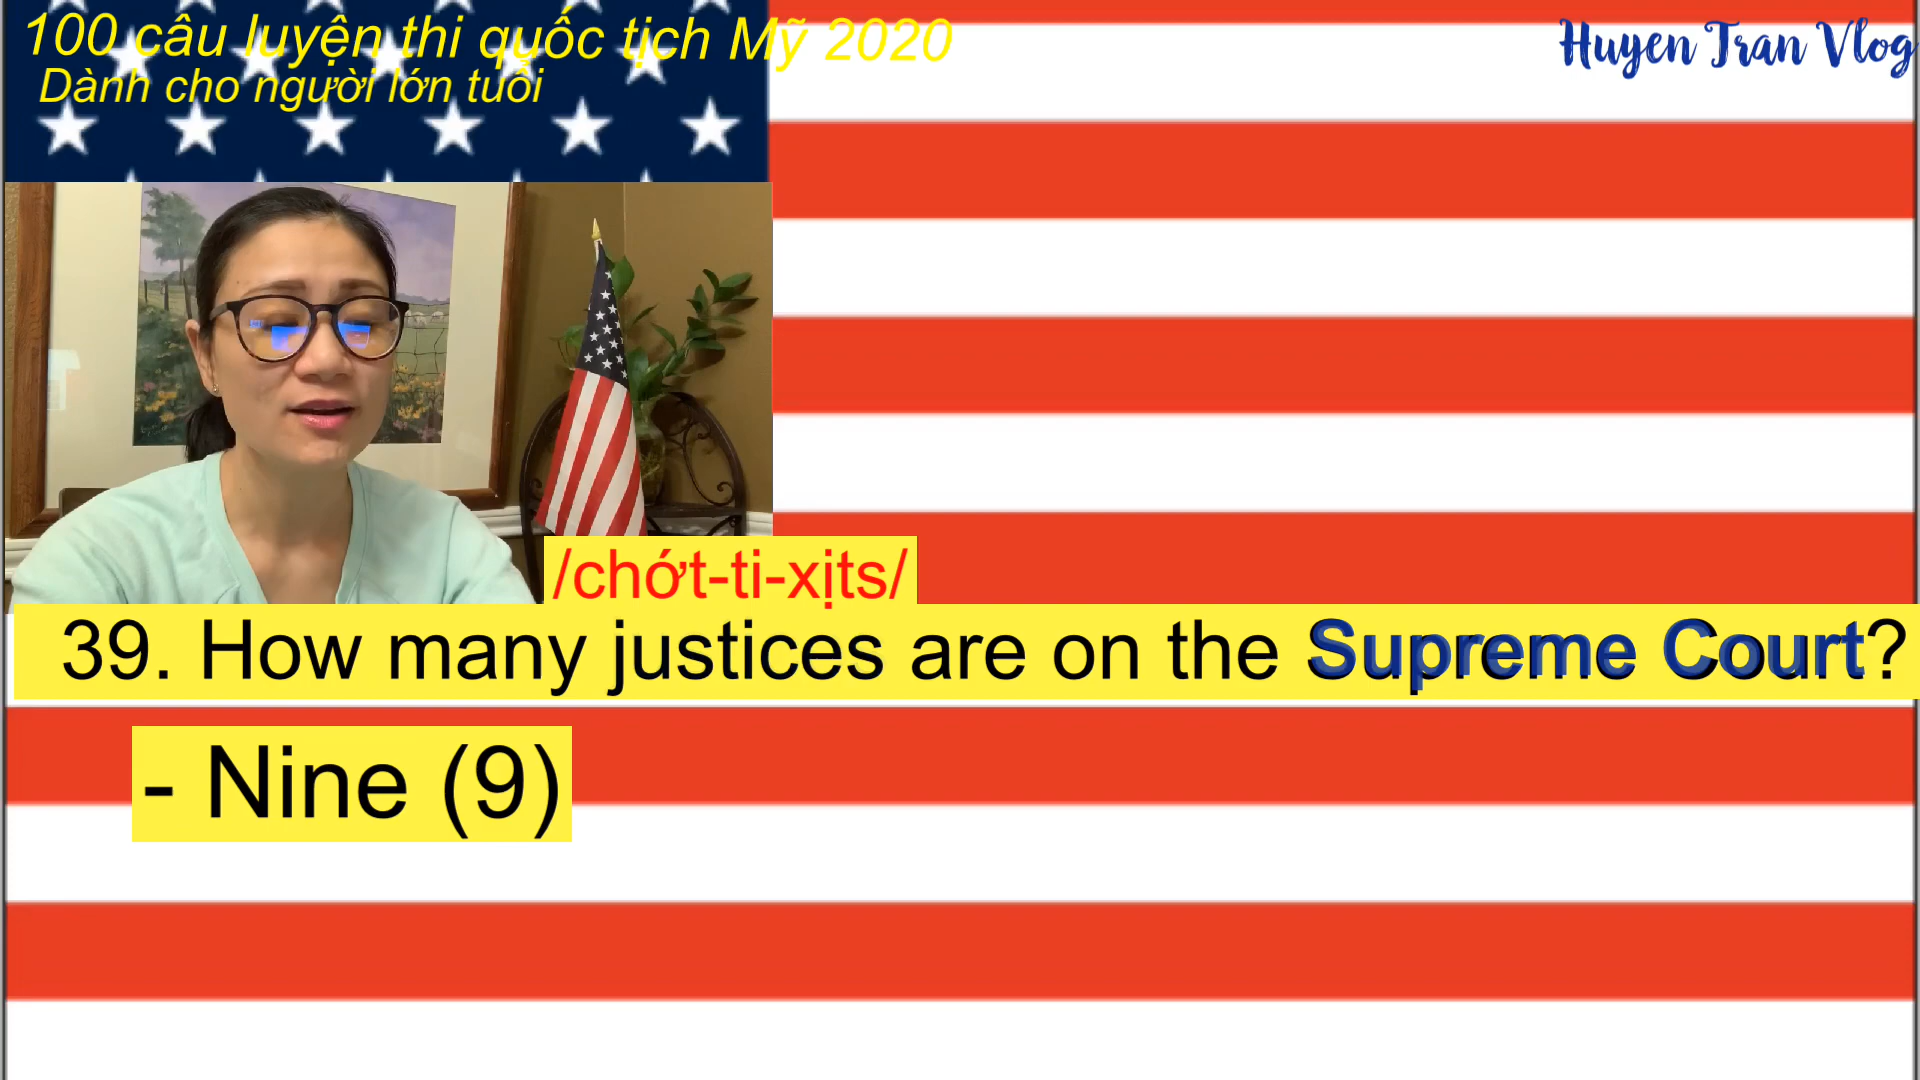 100 câu luyện thi quốc tịch Mỹ 2020
Dành cho người lớn tuổi
Huyen Tran Vlog
/chớt-ti-xịts/
39. How many justices are on the Supreme Court?
- Nine (9)